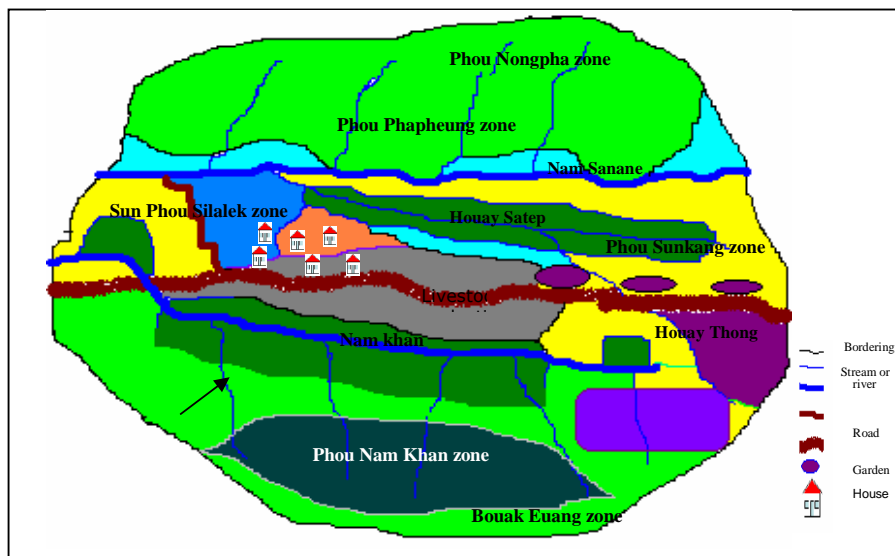 Phou Nongpha zone
Phou Phapheung zone
Nam Sanane
Sun Phou Silalek zone
Houay Satep
Phou Sunkang zone
Livestor
Houay Thong
Nam khan
Phou Nam Khan zone
Bouak Euang zone
Bordering
Stream or
river
Road
Garden
House